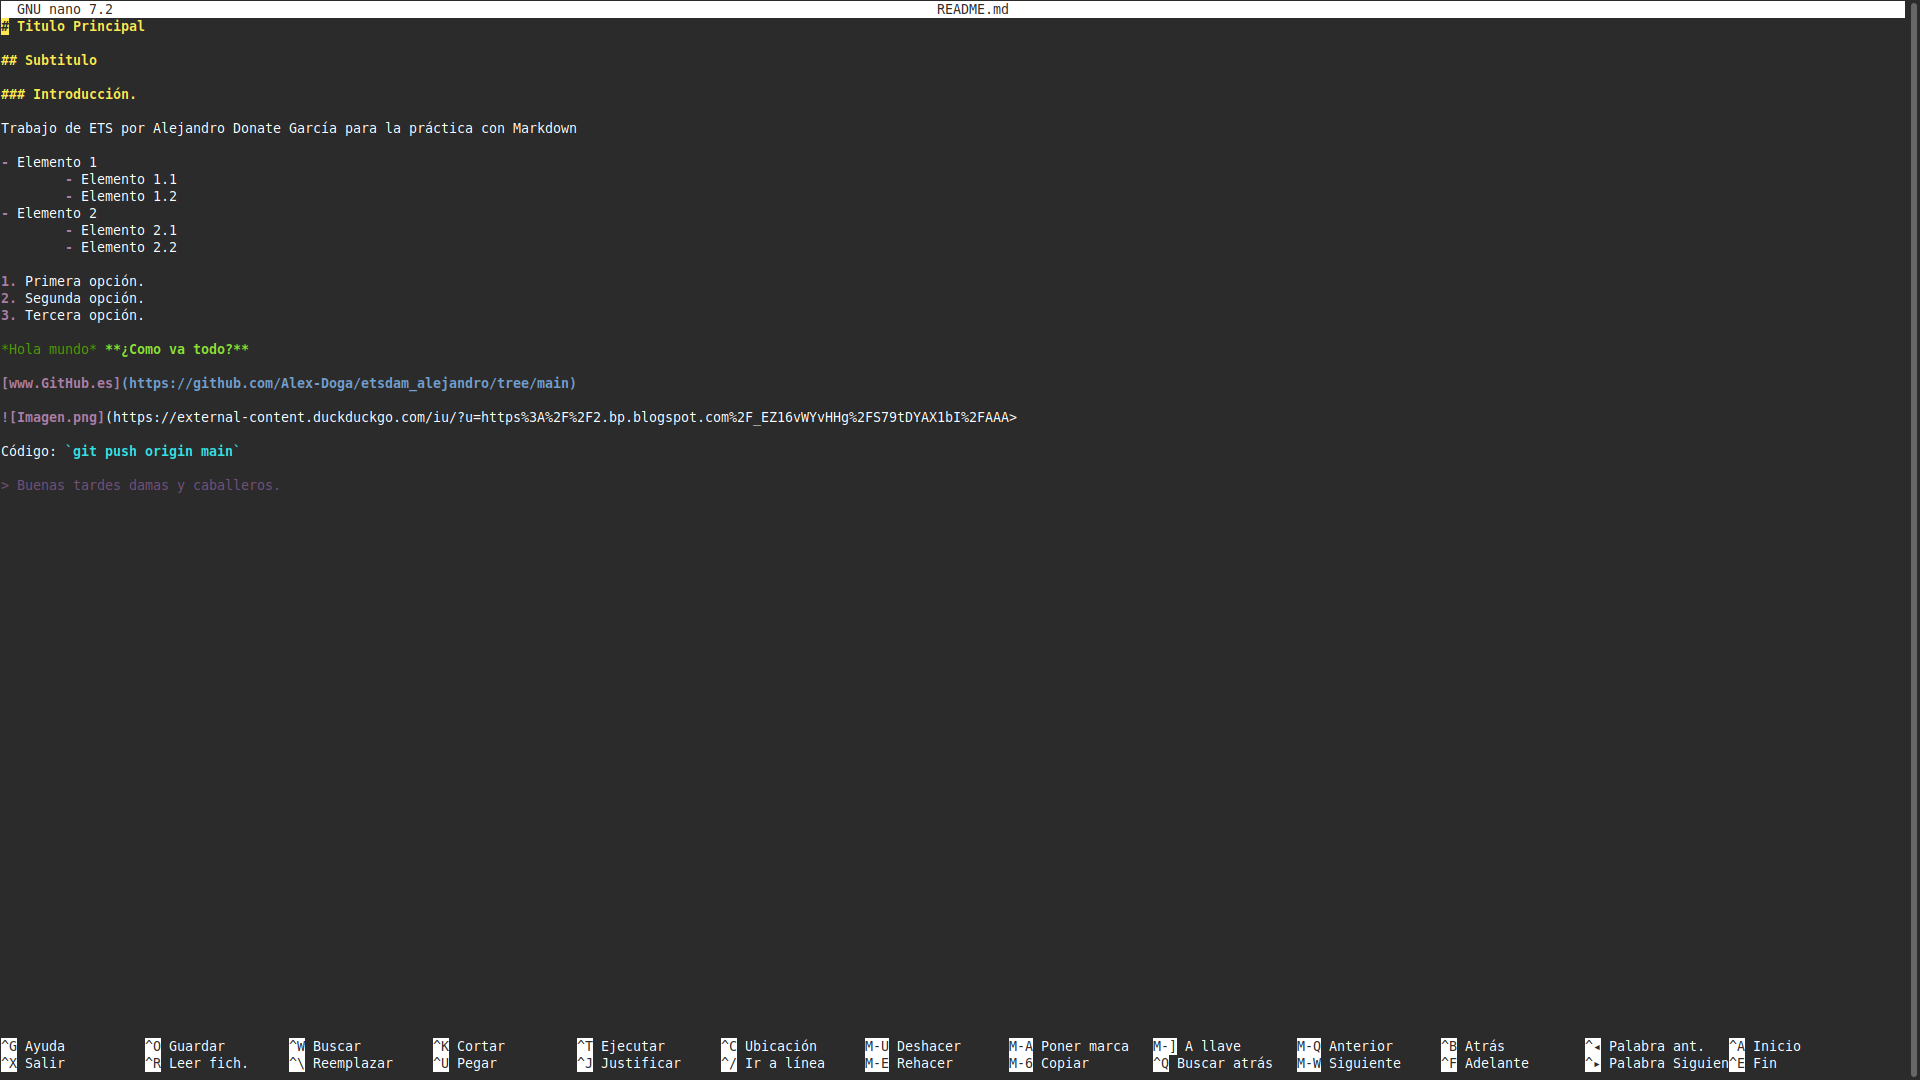 GNU nano 7.2 README.md
# Titulo Principal
## Subtitulo
### Introducción.
Trabajo de ETS por Alejandro Donate García para la práctica con Markdown
- Elemento 1
- Elemento 1.1
- Elemento 1.2
- Elemento 2
- Elemento 2.1
- Elemento 2.2
1. Primera opción.
2. Segunda opción.
3. Tercera opción.
*Hola mundo* **¿Como va todo?**
[www.GitHub.es](https://github.com/Alex-Doga/etsdam_alejandro/tree/main)
![Imagen.png](https://external-content.duckduckgo.com/iu/?u=https%3A%2F%2F2.bp.blogspot.com%2F_EZ16vWYvHHg%2FS79tDYAX1bI%2FAAA>
Código: `git push origin main`
> Buenas tardes damas y caballeros.
^G Ayuda ^O Guardar ^W Buscar ^K Cortar ^T Ejecutar ^C Ubicación M-U Deshacer M-A Poner marca M-] A llave M-Q Anterior ^B Atrás ^◂ Palabra ant. ^A Inicio
^X Salir ^R Leer fich. ^\ Reemplazar ^U Pegar ^J Justificar ^/ Ir a línea M-E Rehacer M-6 Copiar ^Q Buscar atrás M-W Siguiente ^F Adelante ^▸ Palabra Siguien ^E Fin